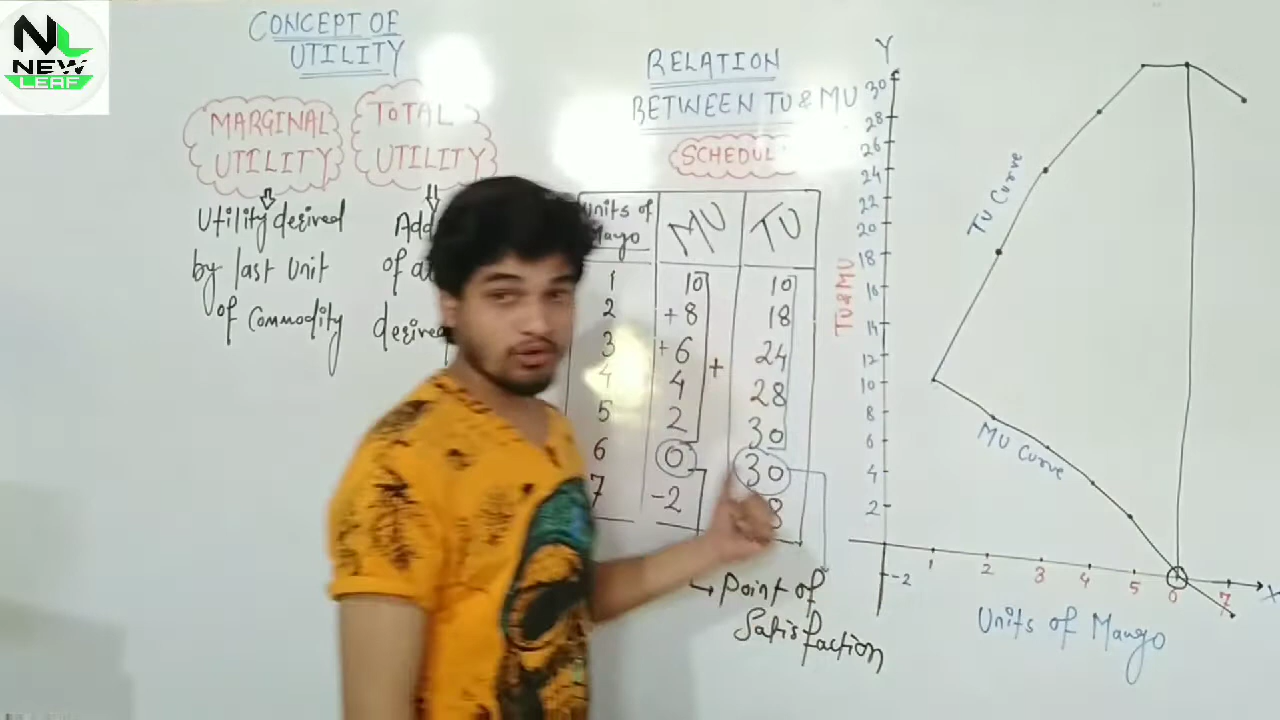 NL
NEW
LEAF
CONCEPT OF
UTILITY
MARGINAL
UTILITY
Utility derived
by last Unit
of Commodity
TOTAL
UTILITY
Add
of
derived
RELATION
BETWEEN TU & MU
SCHEDUL
Units of Mango MU TU
1 10 10
2 +8 18
3 +6 24
4 4 28
5 2 + 30
6 0 30
7 -2 8
Point of
Satisfaction
Y
30
28
26
24
22
20
18
16
14
12
10
8
6
4
2
-2
TU & MU
TU Curve
MU Curve
1 2 3 4 5 6 7 X
Units of Mango